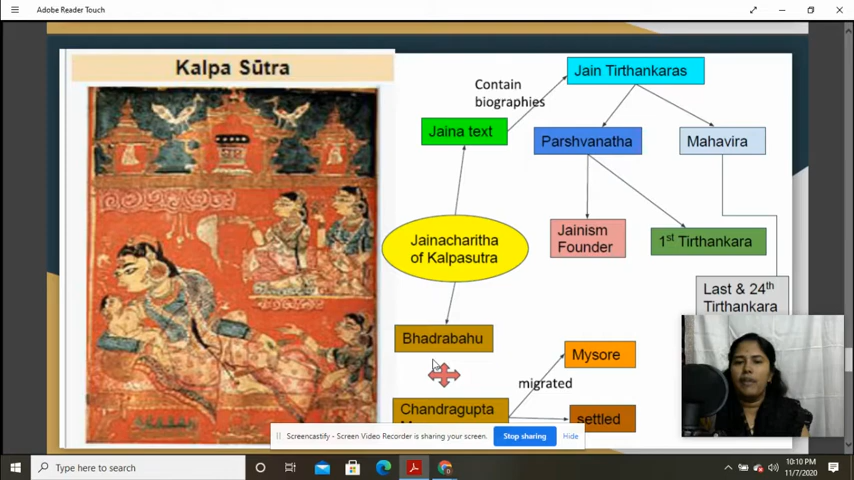 Adobe Reader Touch
Kalpa Sūtra
Contain
biographies
Jain Tirthankaras
Jaina text
Parshvanatha
Mahavira
Jainacharitha
of Kalpasutra
Jainism
Founder
1st Tirthankara
Last & 24th
Tirthankara
Bhadrabahu
Mysore
migrated
Chandragupta
settled
Screencastify - Screen Video Recorder is sharing your screen.
Stop sharing
Hide
Type here to search
10:10 PM
11/7/2020